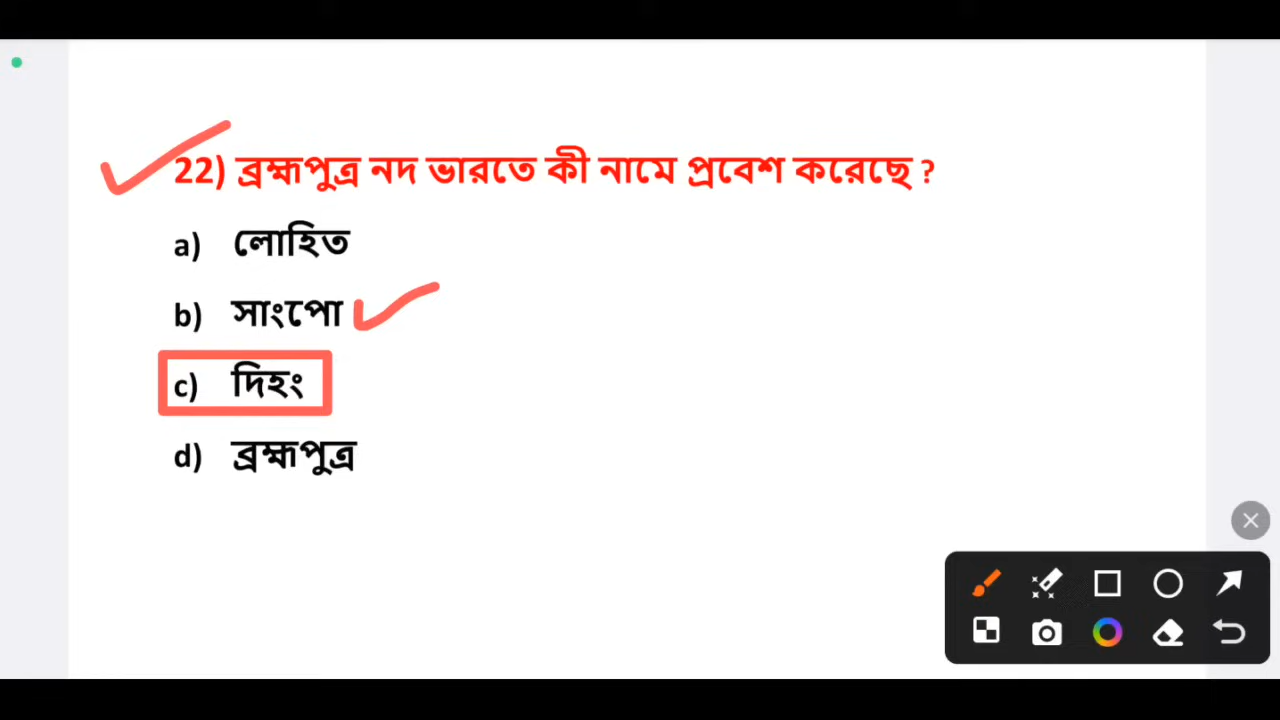 22) ব্রহ্মপুত্র নদ ভারতে কী নামে প্রবেশ করেছে ?
a) লোহিত
b) সাংপো
c) দিহং
d) ব্রহ্মপুত্র